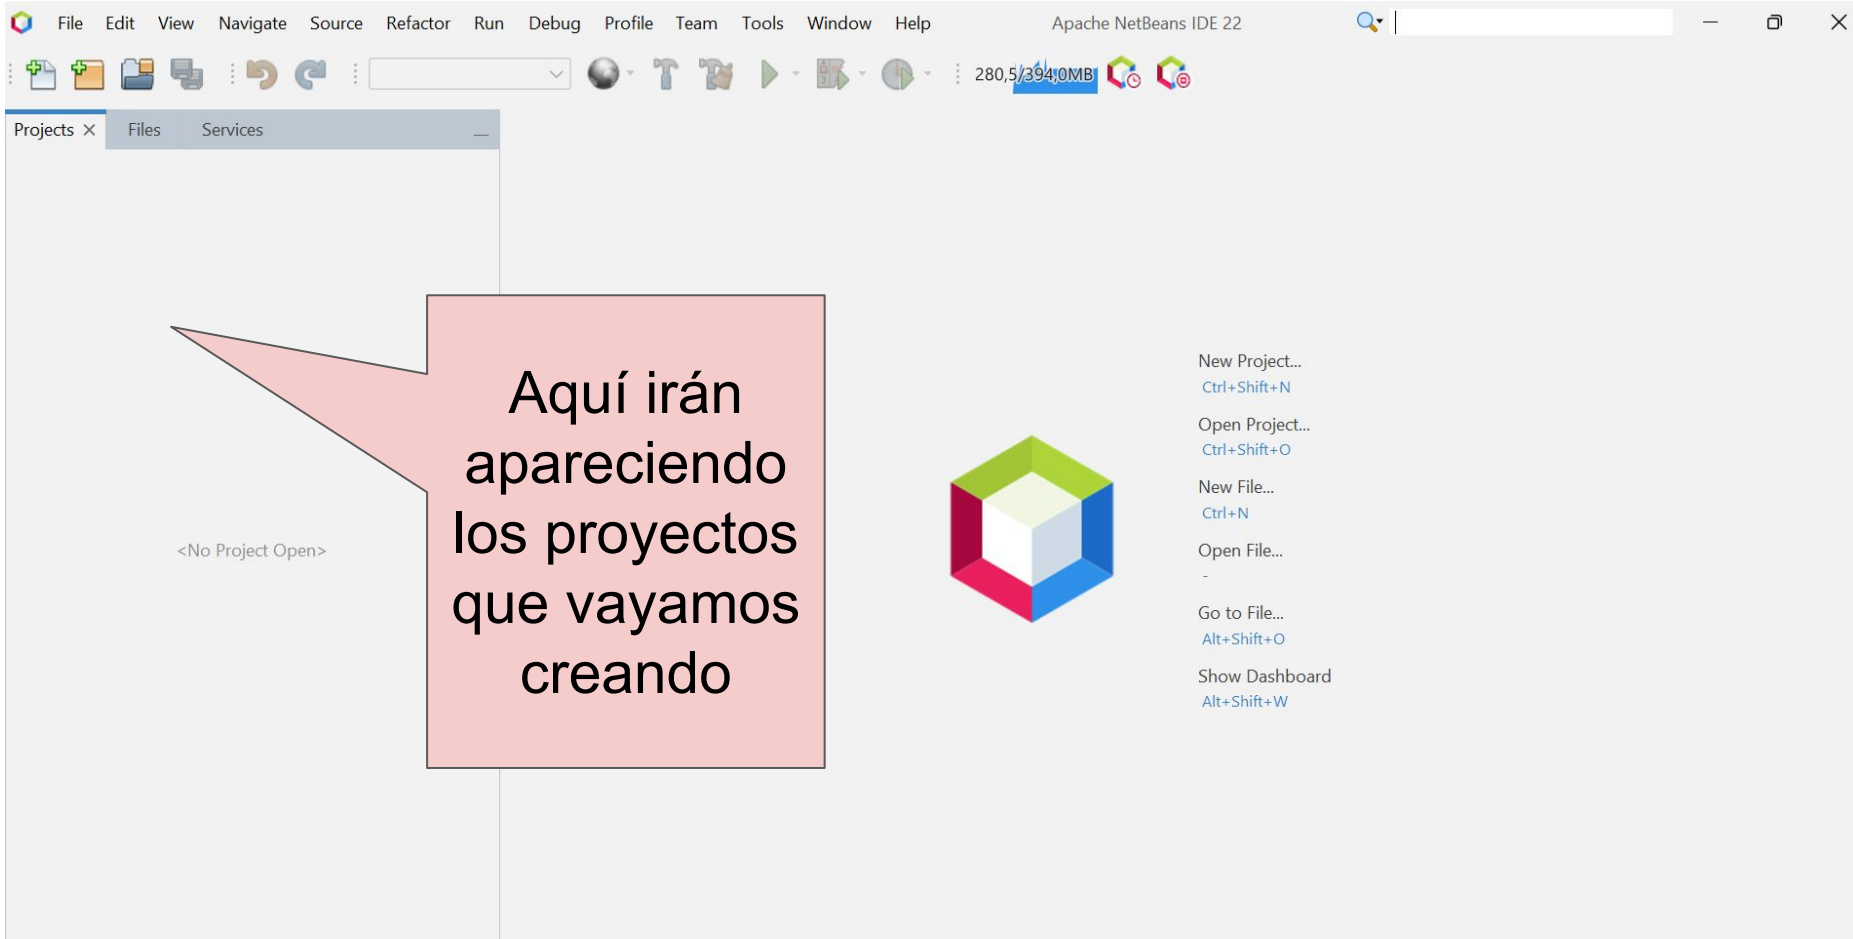 File Edit View Navigate Source Refactor Run Debug Profile Team Tools Window Help Apache NetBeans IDE 22
280,5/394,0MB
Projects Files Services
<No Project Open>
Aquí irán
apareciendo
los proyectos
que vayamos
creando
New Project...
Ctrl+Shift+N
Open Project...
Ctrl+Shift+O
New File...
Ctrl+N
Open File...
-
Go to File...
Alt+Shift+O
Show Dashboard
Alt+Shift+W